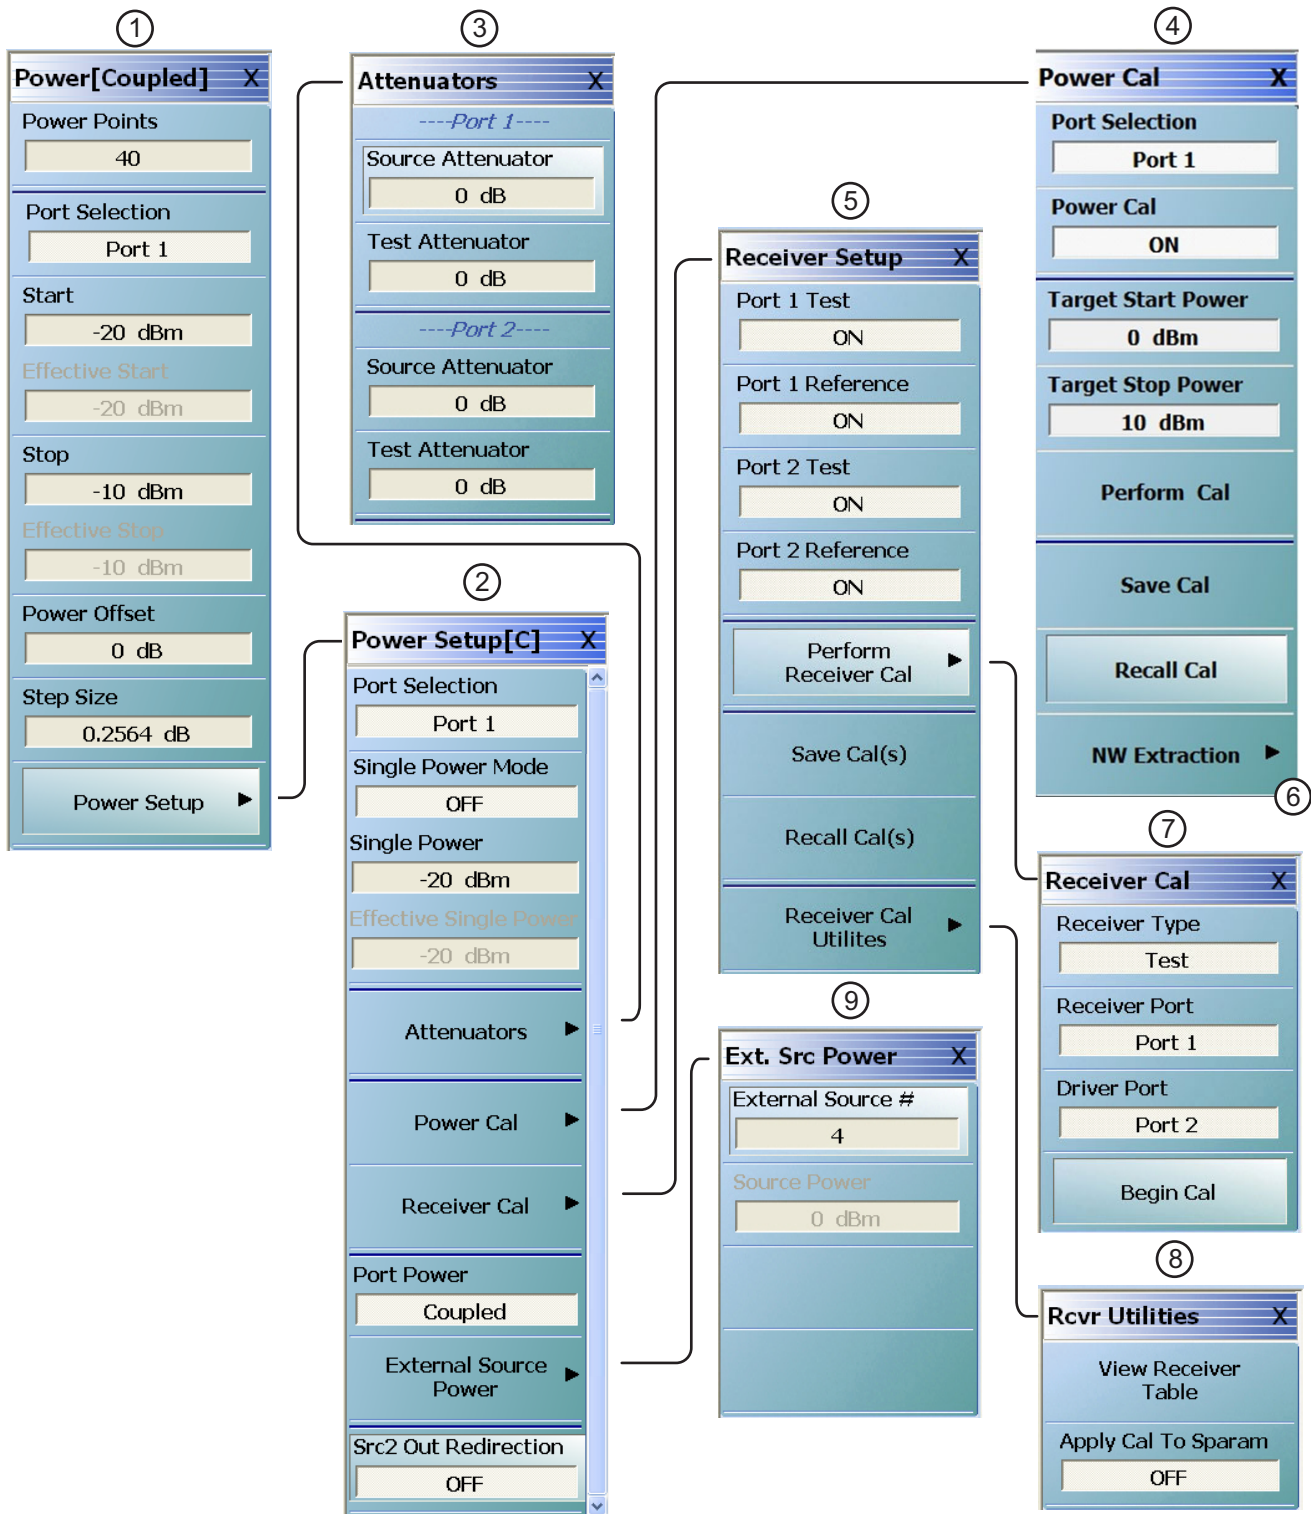 1
Power[Coupled] X
Power Points
40
Port Selection
Port 1
Start
-20 dBm
Effective Start
-20 dBm
Stop
-10 dBm
Effective Stop
-10 dBm
Power Offset
0 dB
Step Size
0.2564 dB
Power Setup
2
Power Setup[C] X
Port Selection
Port 1
Single Power Mode
OFF
Single Power
-20 dBm
Effective Single Power
-20 dBm
Attenuators
Power Cal
Receiver Cal
Port Power
Coupled
External Source
Power
Src2 Out Redirection
OFF
3
Attenuators X
----Port 1----
Source Attenuator
0 dB
Test Attenuator
0 dB
----Port 2----
Source Attenuator
0 dB
Test Attenuator
0 dB
4
Power Cal X
Port Selection
Port 1
Power Cal
ON
Target Start Power
0 dBm
Target Stop Power
10 dBm
Perform Cal
Save Cal
Recall Cal
NW Extraction
6
5
Receiver Setup X
Port 1 Test
ON
Port 1 Reference
ON
Port 2 Test
ON
Port 2 Reference
ON
Perform
Receiver Cal
Save Cal(s)
Recall Cal(s)
Receiver Cal
Utilites
7
Receiver Cal X
Receiver Type
Test
Receiver Port
Port 1
Driver Port
Port 2
Begin Cal
8
Rcvr Utilities X
View Receiver
Table
Apply Cal To Sparam
OFF
9
Ext. Src Power X
External Source #
4
Source Power
0 dBm